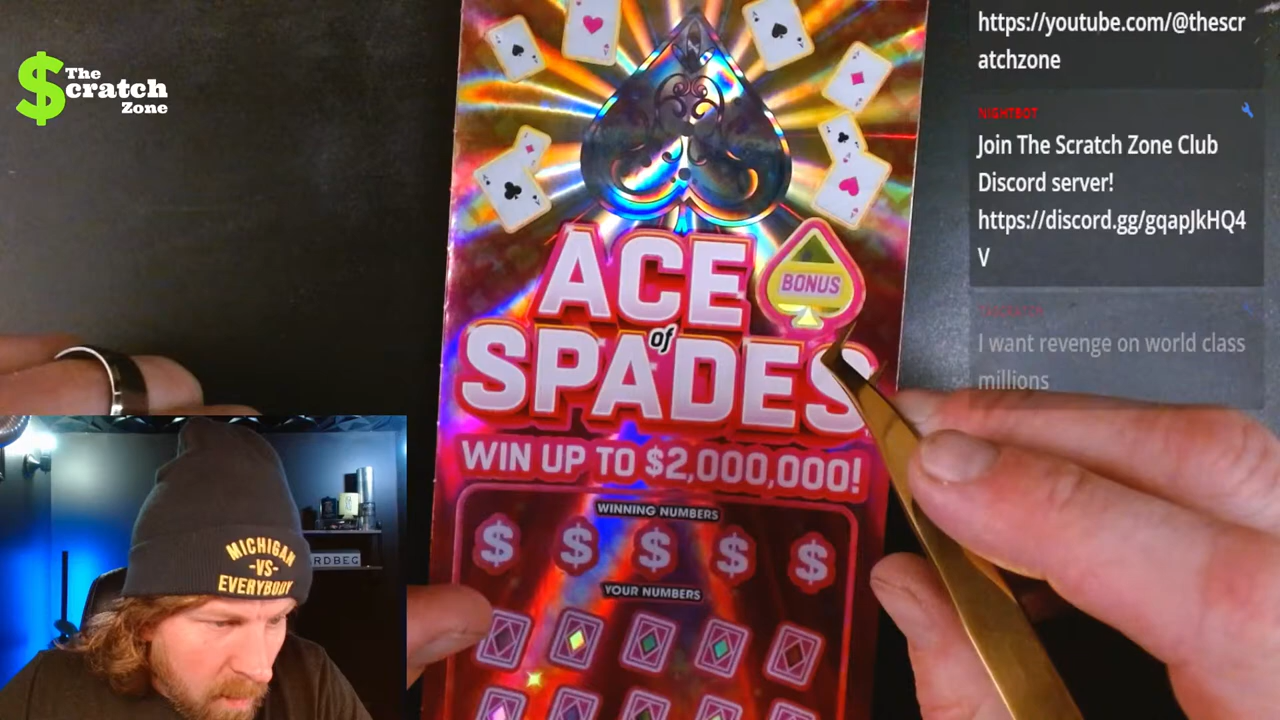 The
$cratch
Zone
ACE
BONUS
of
SPADES
WIN UP TO $2,000,000!
WINNING NUMBERS
$ $ $ $ $
YOUR NUMBERS
MICHIGAN
-VS-
EVERYBODY
RDBEC
https://youtube.com/@thescr
atchzone
NIGHTBOT
Join The Scratch Zone Club
Discord server!
https://discord.gg/gqapJkHQ4
V
I want revenge on world class
millions